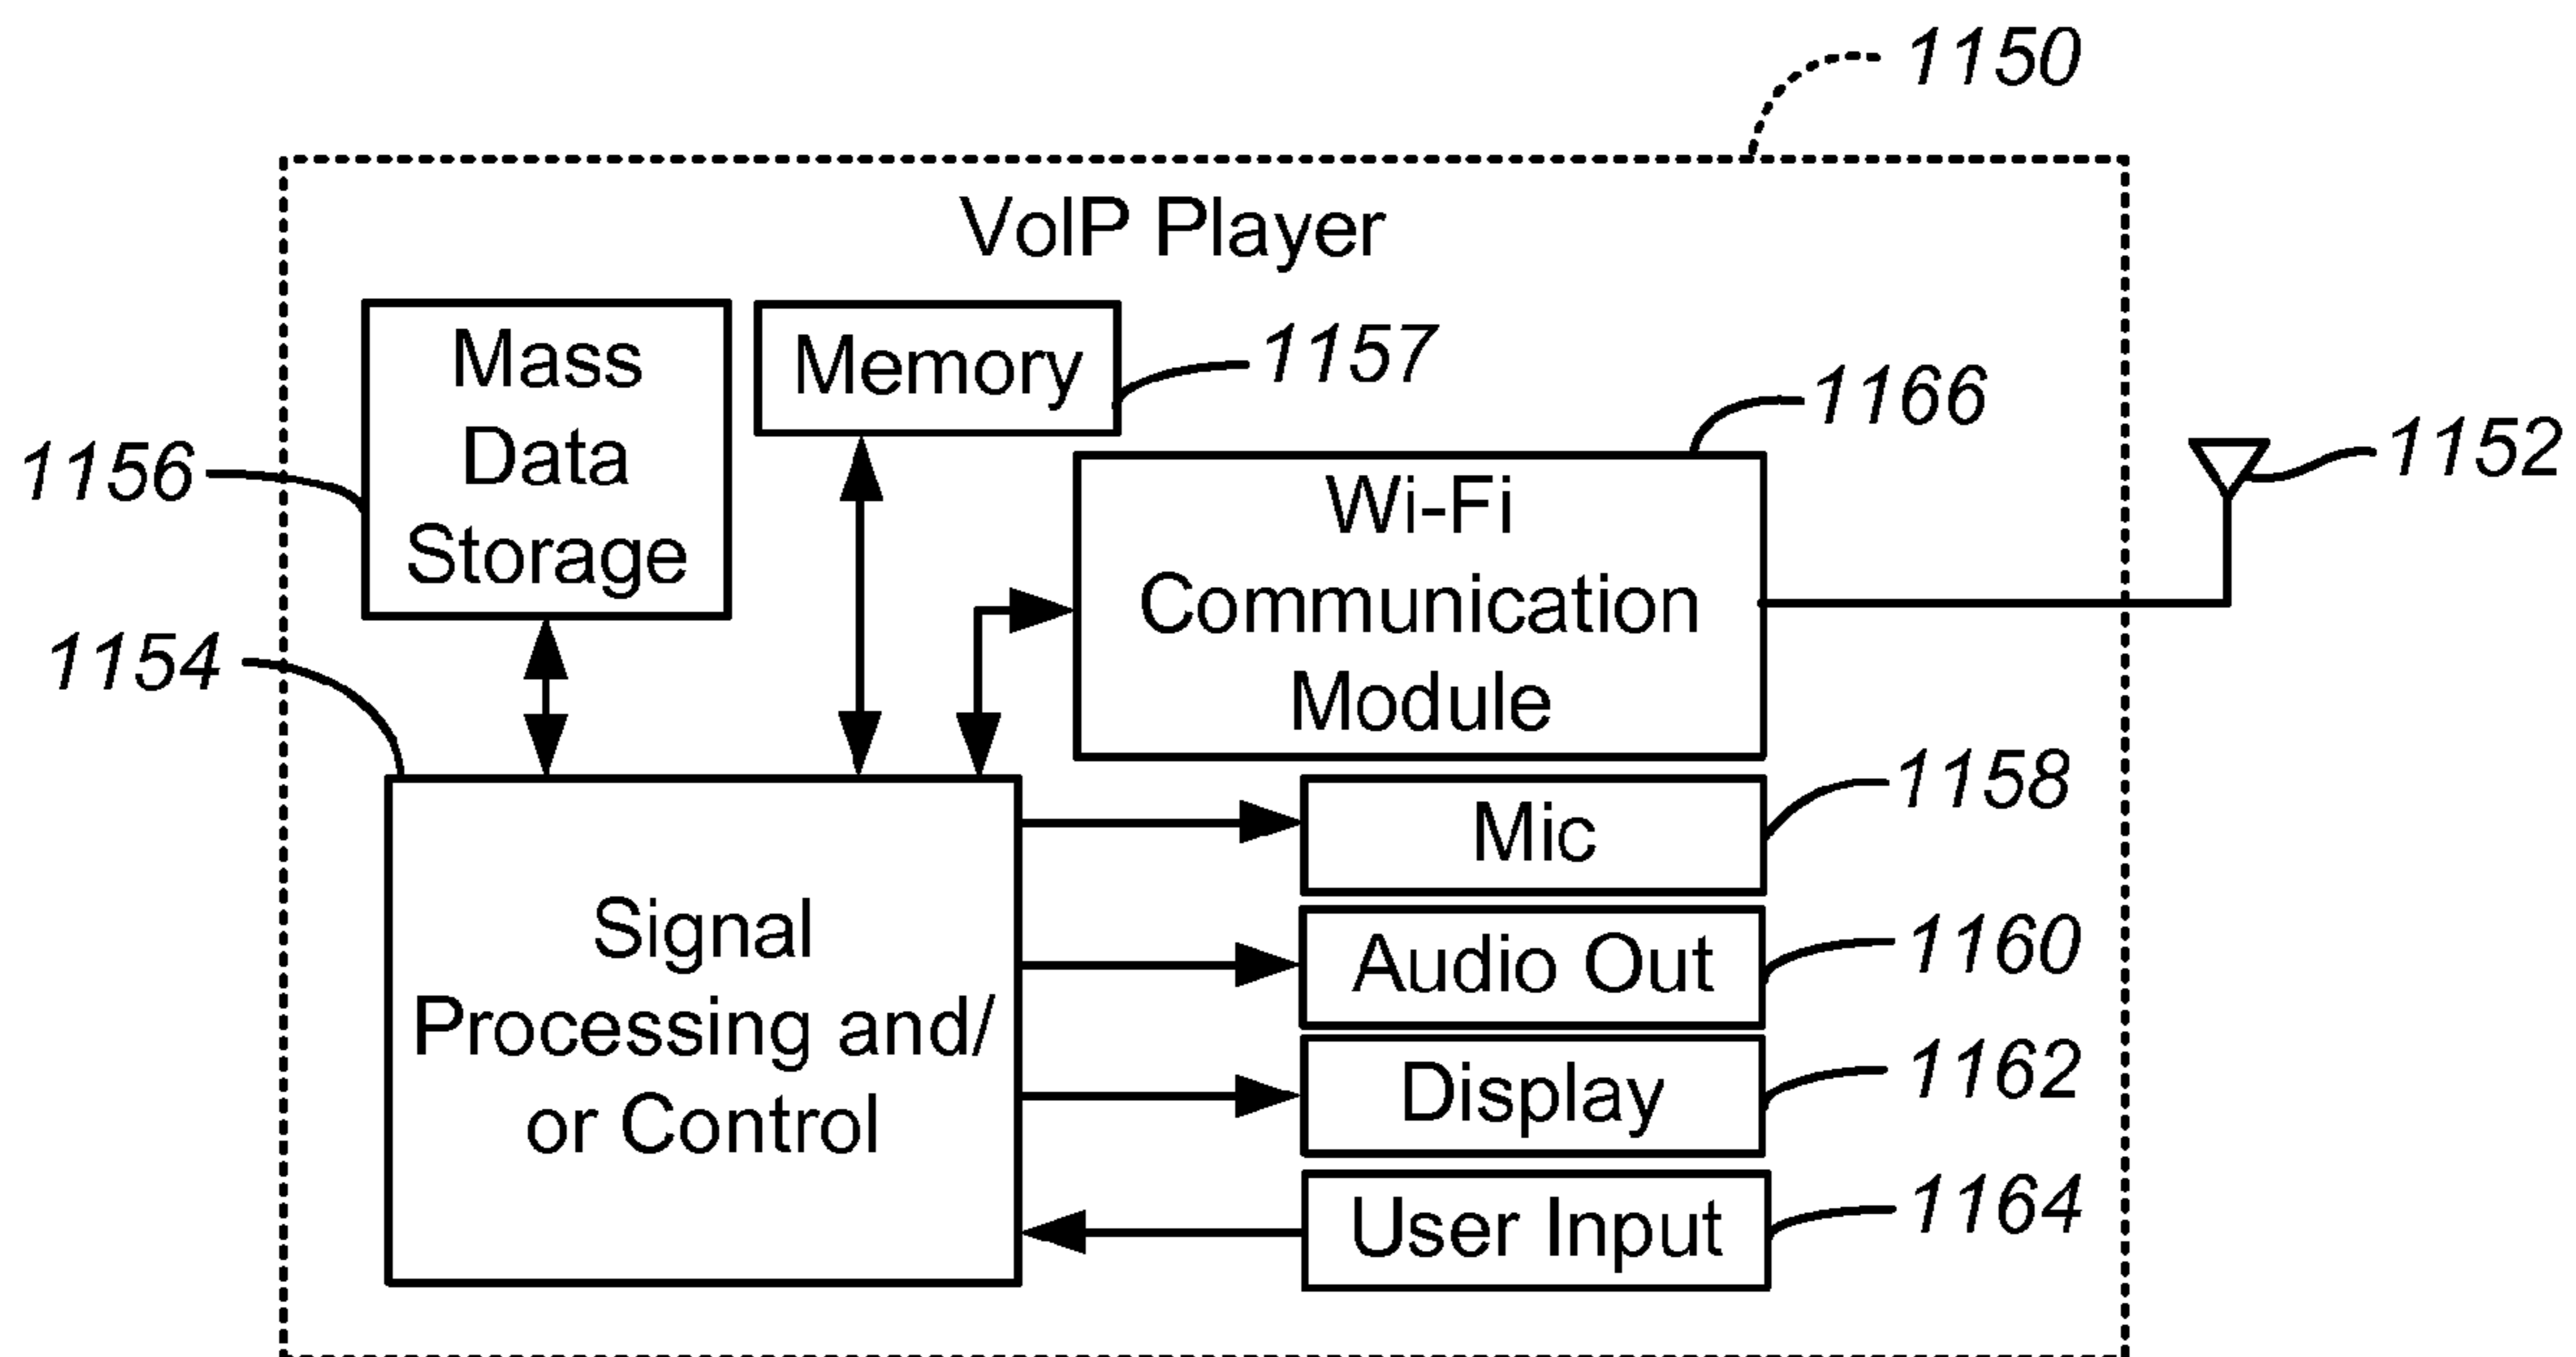 1150
VoIP Player
Mass
Data
Storage
Memory
1157
1166
1156
Wi-Fi
Communication
Module
1152
1154
Signal
Processing and/
or Control
Mic
1158
Audio Out
1160
Display
1162
User Input
1164